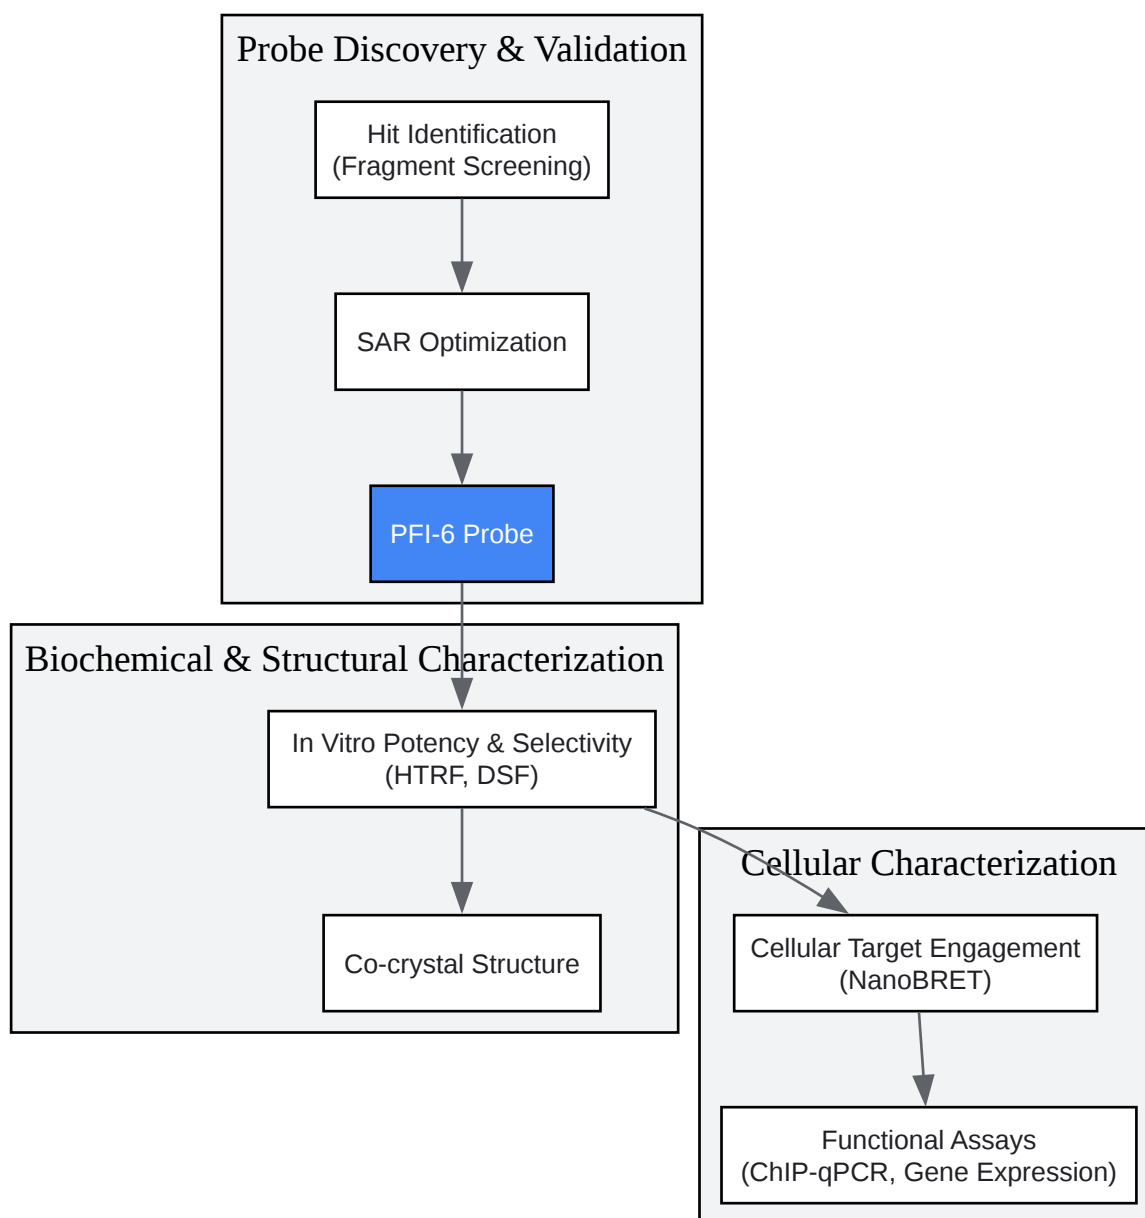 Probe Discovery & Validation
Hit Identification
(Fragment Screening)
SAR Optimization
PFI-6 Probe
Biochemical & Structural Characterization
In Vitro Potency & Selectivity
(HTRF, DSF)
Co-crystal Structure
Cellular Characterization
Cellular Target Engagement
(NanoBRET)
Functional Assays
(ChIP-qPCR, Gene Expression)